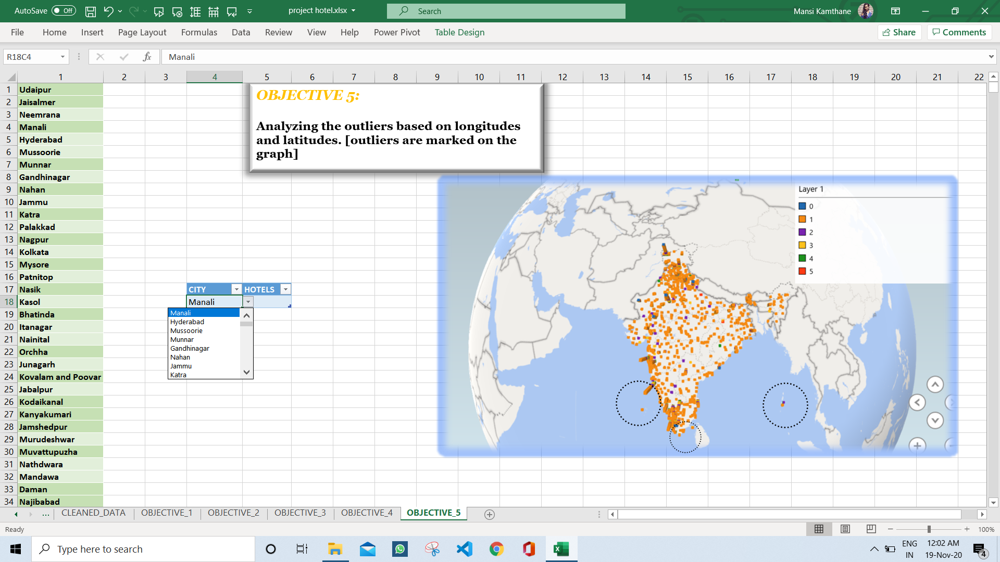 AutoSave Off project hotel.xlsx Search Mansi Kamthane
File Home Insert Page Layout Formulas Data Review View Help Power Pivot Table Design Share Comments
R18C4 fx Manali
1 2 3 4 5 6 7 8 9 10 11 12 13 14 15 16 17 18 19 20 21 22
1 Udaipur
2 Jaisalmer
3 Neemrana
4 Manali
5 Hyderabad
6 Mussoorie
7 Munnar
8 Gandhinagar
9 Nahan
10 Jammu
11 Katra
12 Palakkad
13 Nagpur
14 Kolkata
15 Mysore
16 Patnitop
17 Nasik
18 Kasol
19 Bhatinda
20 Itanagar
21 Nainital
22 Orchha
23 Junagarh
24 Kovalam and Poovar
25 Jabalpur
26 Kodaikanal
27 Kanyakumari
28 Jamshedpur
29 Murudeshwar
30 Muvattupuzha
31 Nathdwara
32 Mandawa
33 Daman
34 Najibabad
OBJECTIVE 5:
Analyzing the outliers based on longitudes
and latitudes. [outliers are marked on the
graph]
CITY HOTELS
Manali
Manali
Hyderabad
Mussoorie
Munnar
Gandhinagar
Nahan
Jammu
Katra
Layer 1
0
1
2
3
4
5
... CLEANED_DATA OBJECTIVE_1 OBJECTIVE_2 OBJECTIVE_3 OBJECTIVE_4 OBJECTIVE_5
Ready 100%
Type here to search
ENG
IN
12:02 AM
19-Nov-20
4